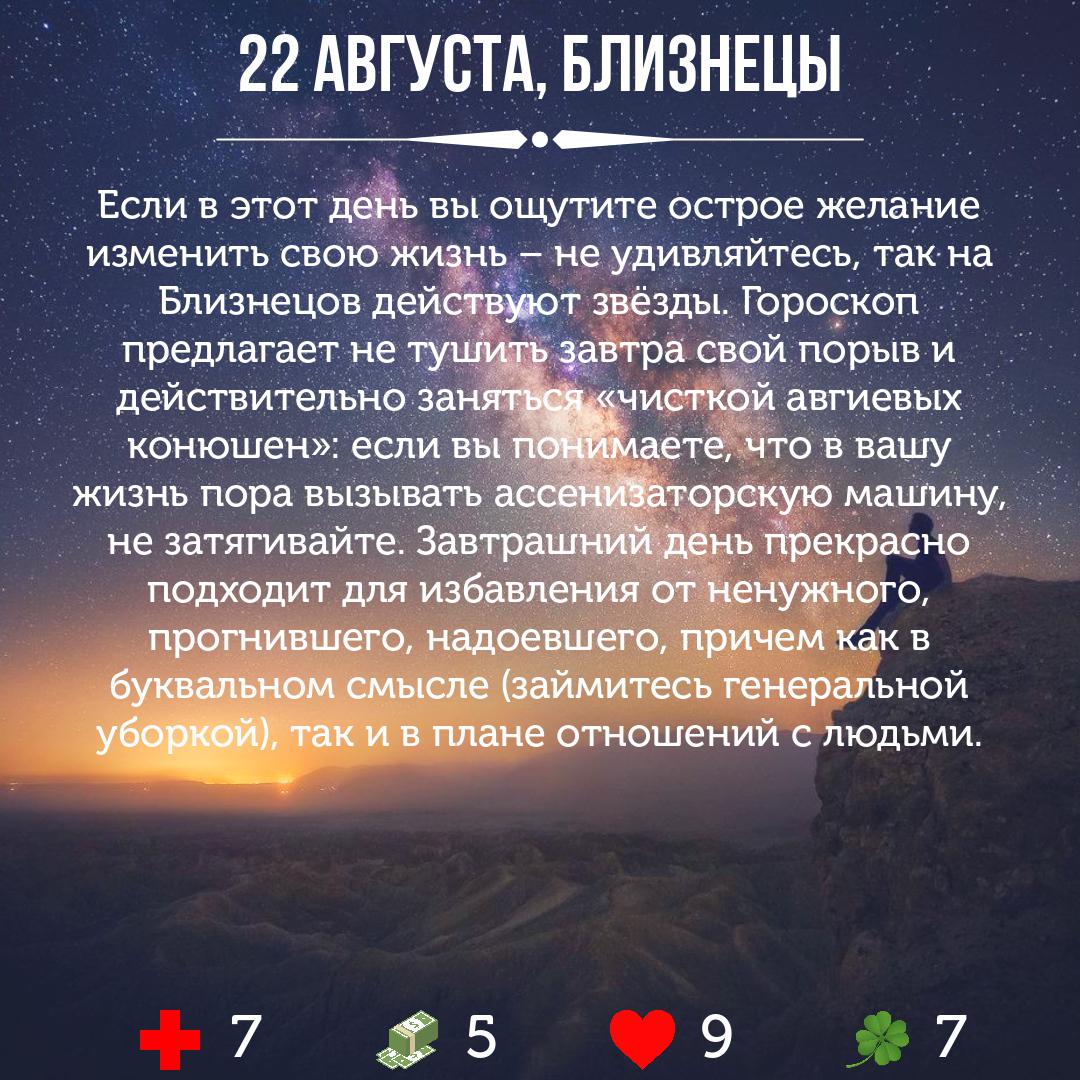 22 АВГУСТА, БЛИЗНЕЦЫ
Если в этот день вы ощутите острое желание
изменить свою жизнь – не удивляйтесь, так на
Близнецов действуют звёзды. Гороскоп
предлагает не тушить завтра свой порыв и
действительно заняться «чисткой авгиевых
конюшен»: если вы понимаете, что в вашу
жизнь пора вызывать ассенизаторскую машину,
не затягивайте. Завтрашний день прекрасно
подходит для избавления от ненужного,
прогнившего, надоевшего, причем как в
буквальном смысле (займитесь генеральной
уборкой), так и в плане отношений с людьми.
7 5 9 7